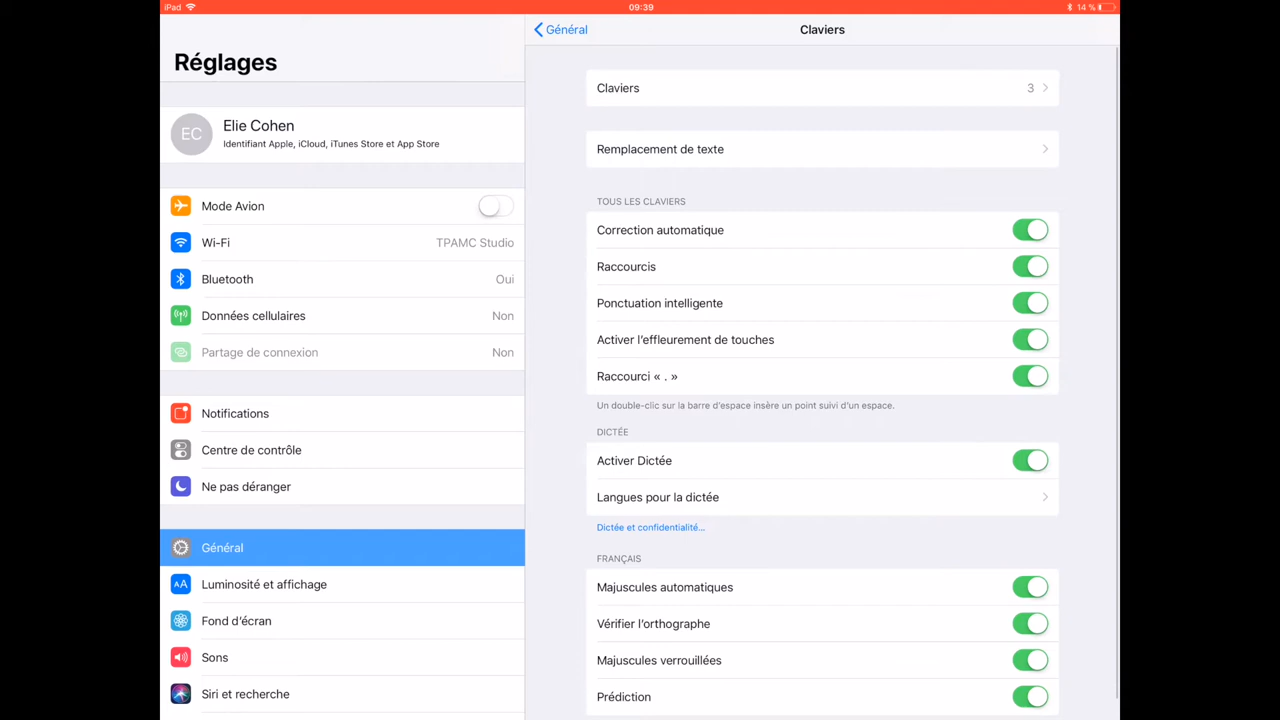 iPad 09:39 14 %
Réglages
EC
Elie Cohen
Identifiant Apple, iCloud, iTunes Store et App Store
Mode Avion
Wi-Fi TPAMC Studio
Bluetooth Oui
Données cellulaires Non
Partage de connexion Non
Notifications
Centre de contrôle
Ne pas déranger
Général
AA Luminosité et affichage
Fond d'écran
Sons
Siri et recherche
Général
Claviers
Claviers 3
Remplacement de texte
TOUS LES CLAVIERS
Correction automatique
Raccourcis
Ponctuation intelligente
Activer l'effleurement de touches
Raccourci « . »
Un double-clic sur la barre d'espace insère un point suivi d'un espace.
DICTÉE
Activer Dictée
Langues pour la dictée
Dictée et confidentialité...
FRANÇAIS
Majuscules automatiques
Vérifier l'orthographe
Majuscules verrouillées
Prédiction